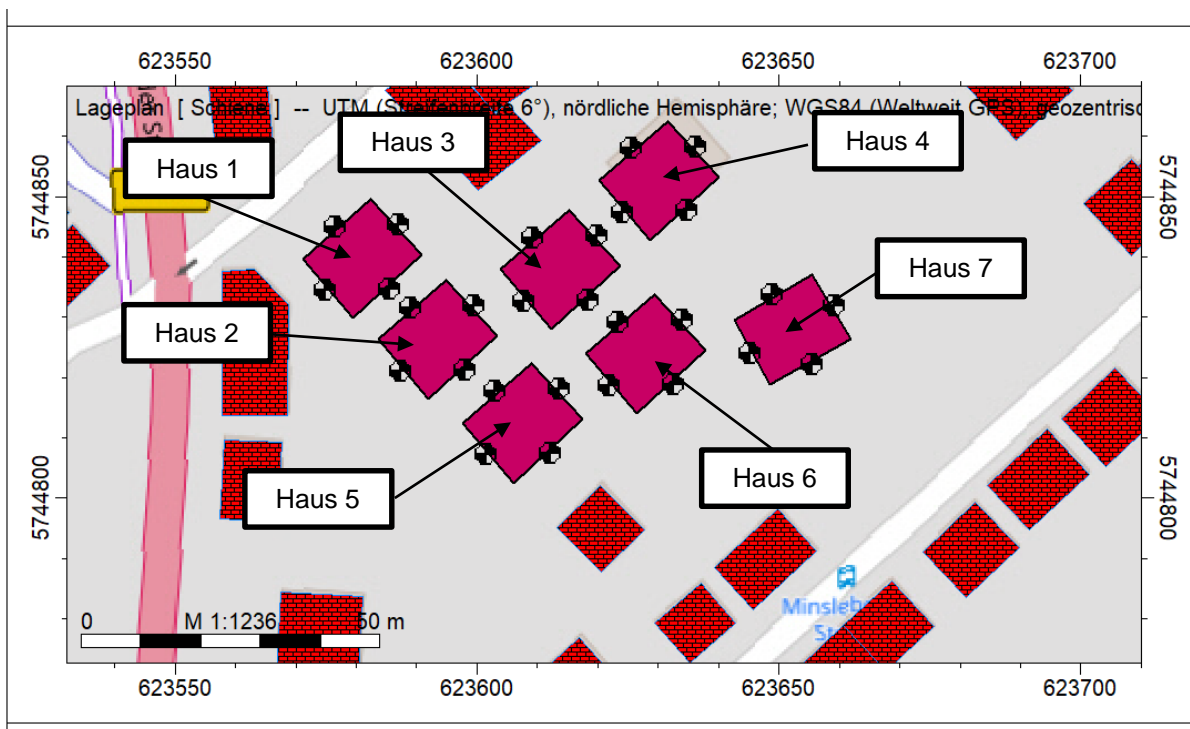 623550 623600 623650 623700
Lageplan [ Schiene ] -- UTM (Streifenbreite 6°), nördliche Hemisphäre; WGS84 (Weltweit GPS), geozentrisc
Haus 3
Haus 4
Haus 1
5744850
5744850
Haus 7
Haus 2
Haus 6
Haus 5
5744800
5744800
Minsleb
St
0 M 1:1236 50 m
623550 623600 623650 623700